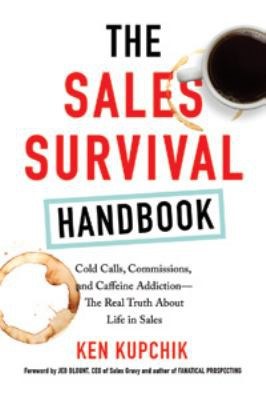 THE
SALES
SURVIVAL
HANDBOOK
Cold Calls, Commissions,
and Caffeine Addiction—
The Real Truth About
Life in Sales
KEN KUPCHIK
Foreword by JEB BLOUNT, CEO of Sales Gravy and author of FANATICAL PROSPECTING